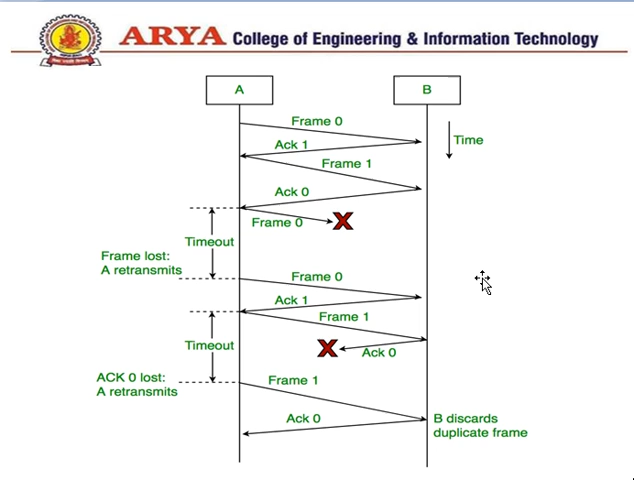 ARYA College of Engineering & Information Technology
A
B
Frame 0
Time
Ack 1
Frame 1
Ack 0
Frame 0
X
Timeout
Frame lost:
A retransmits
Frame 0
Ack 1
Frame 1
Timeout
X
Ack 0
ACK 0 lost:
A retransmits
Frame 1
Ack 0
B discards
duplicate frame